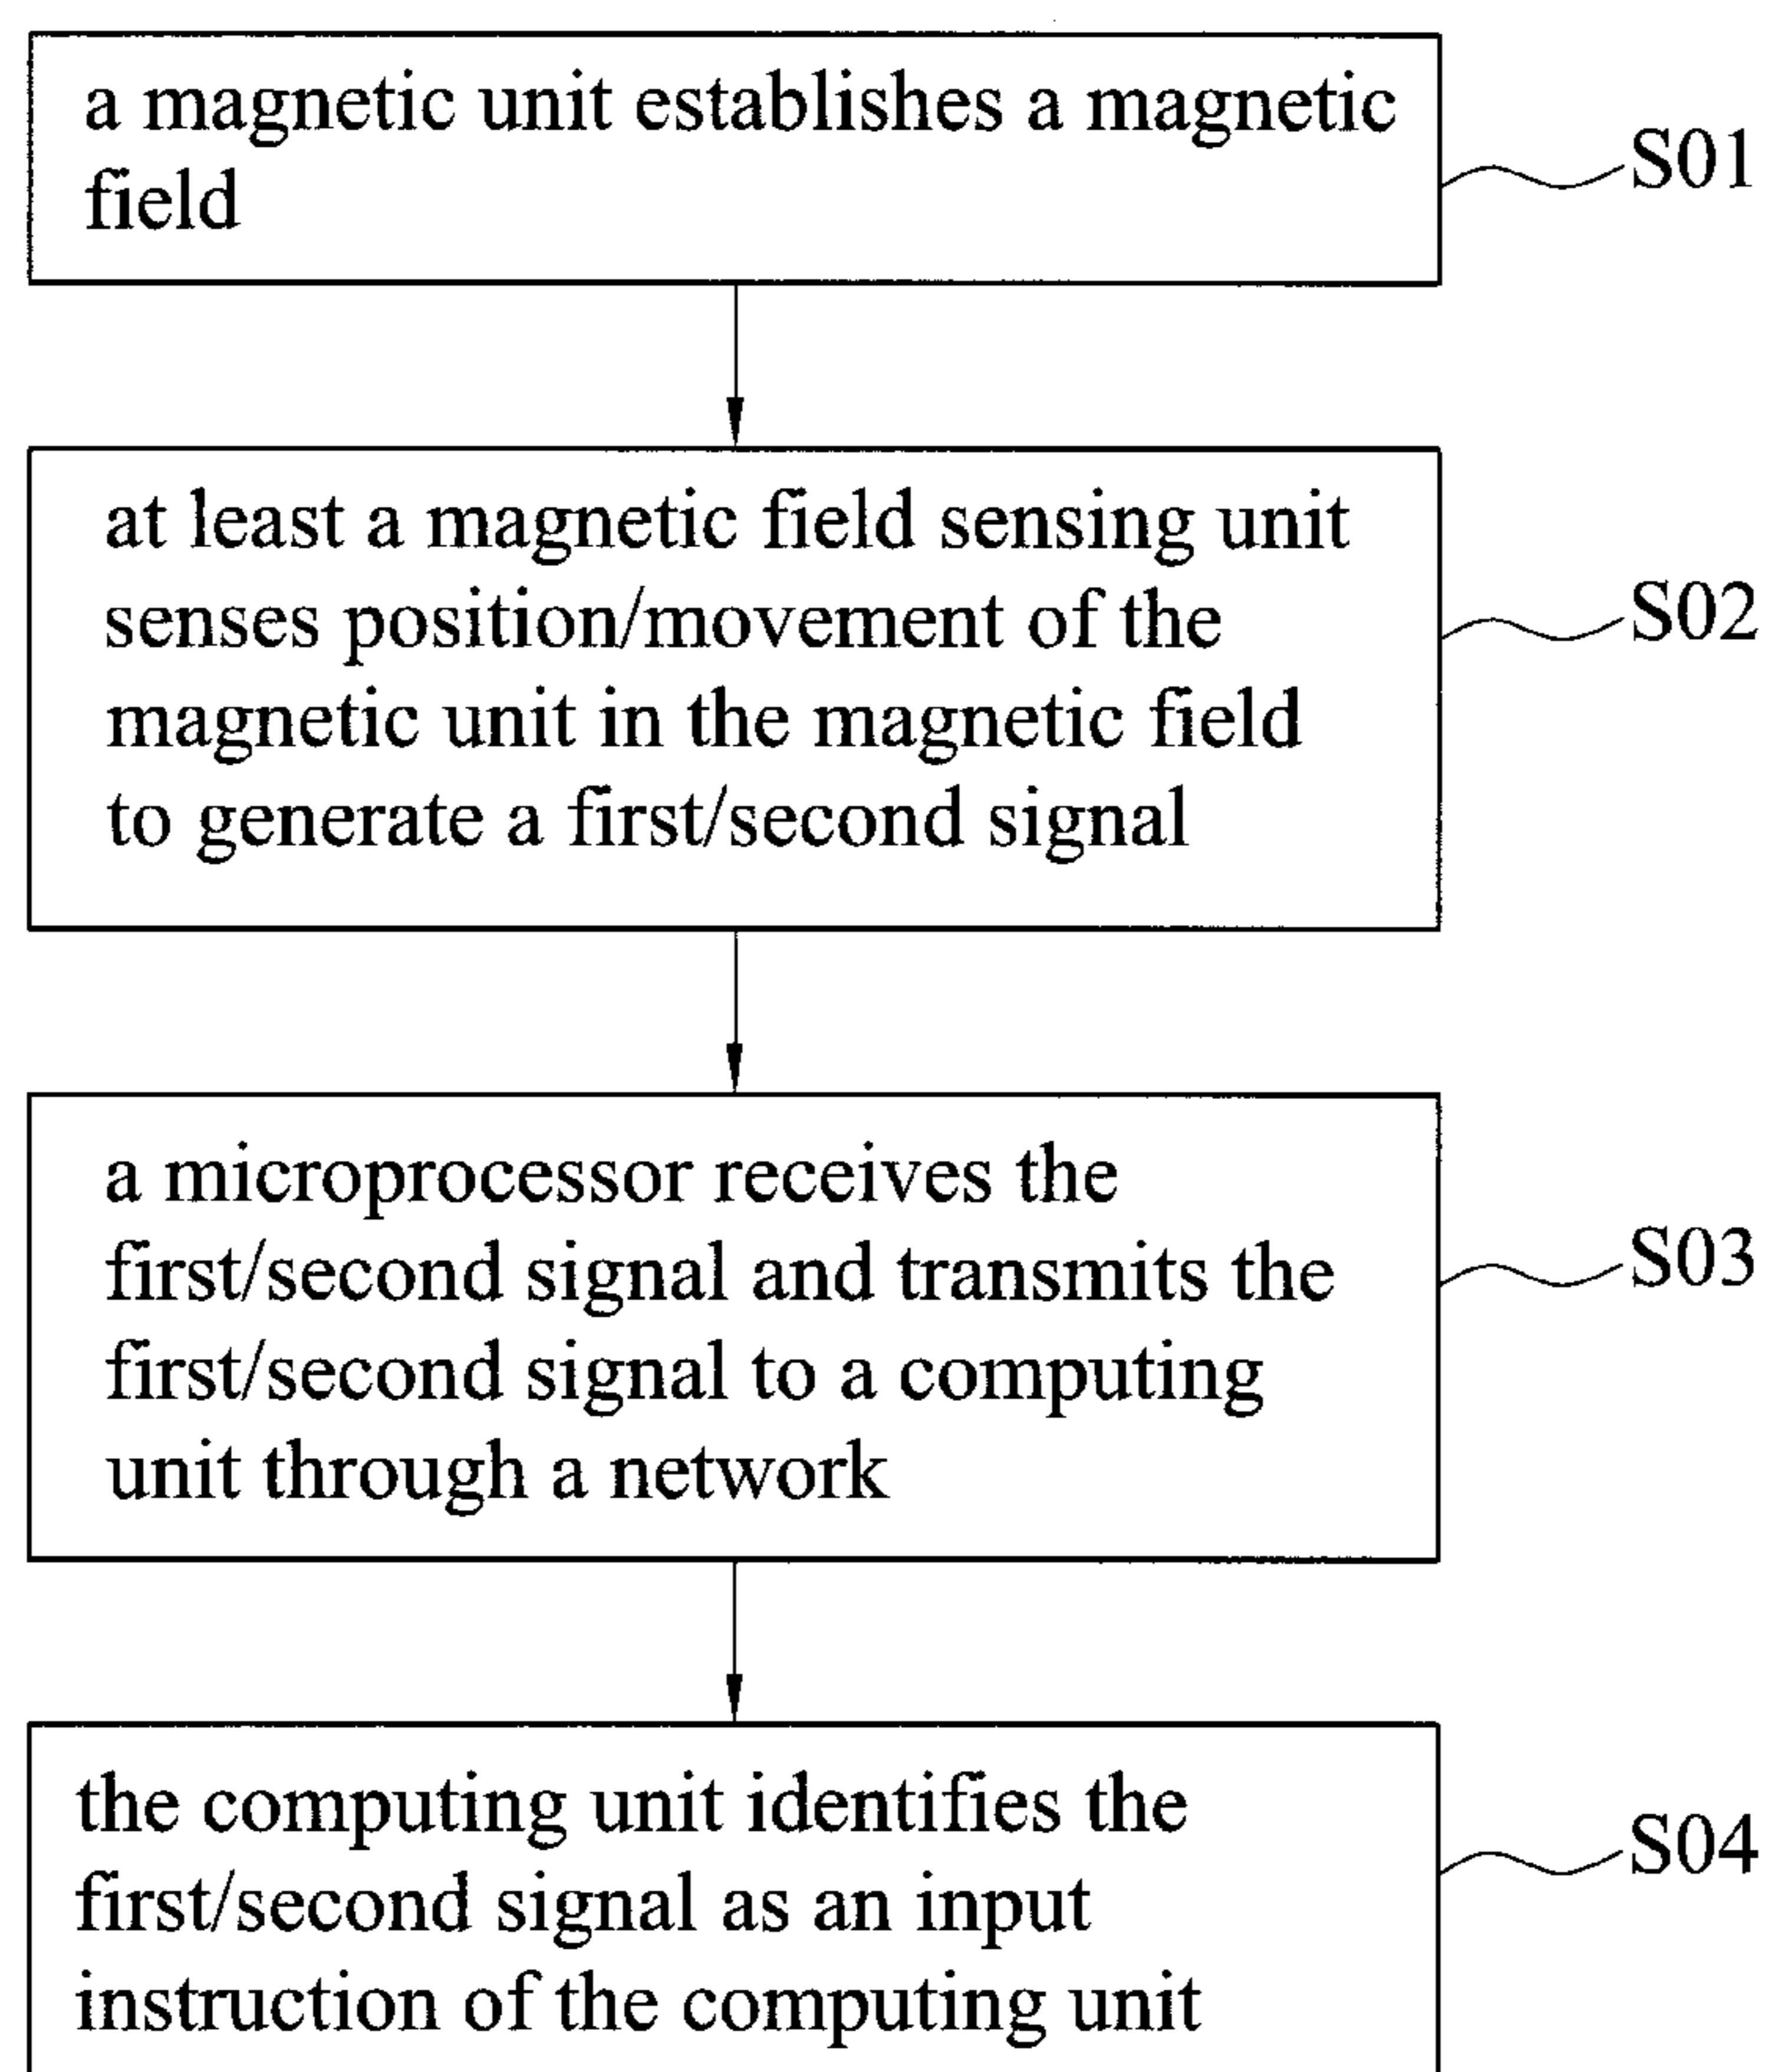 a magnetic unit establishes a magnetic
field
S01
at least a magnetic field sensing unit
senses position/movement of the
magnetic unit in the magnetic field
to generate a first/second signal
S02
a microprocessor receives the
first/second signal and transmits the
first/second signal to a computing
unit through a network
S03
the computing unit identifies the
first/second signal as an input
instruction of the computing unit
S04